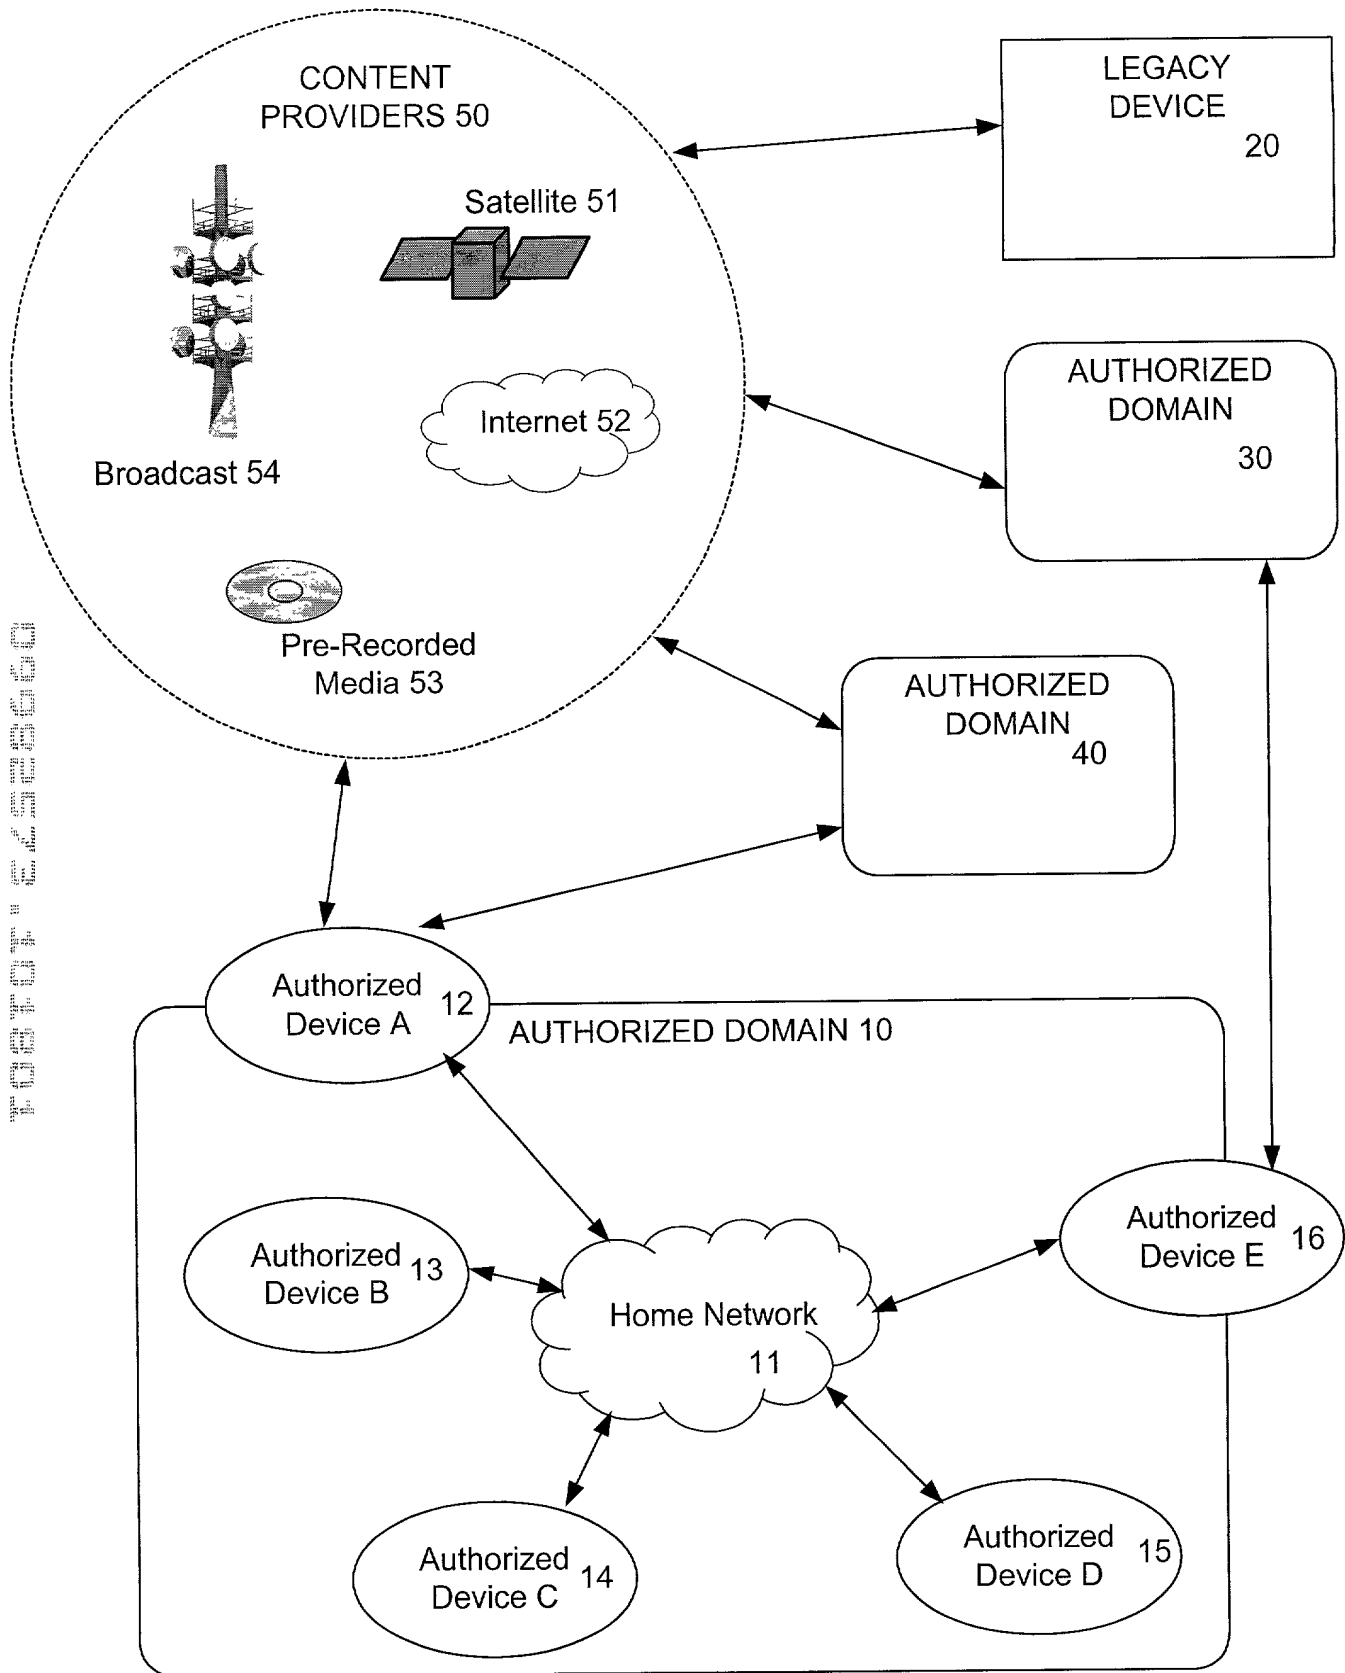 CONTENT
PROVIDERS 50
LEGACY
DEVICE
20
Satellite 51
AUTHORIZED
DOMAIN
30
Internet 52
Broadcast 54
Pre-Recorded
Media 53
AUTHORIZED
DOMAIN
40
Authorized
Device A
12
AUTHORIZED DOMAIN 10
Authorized
Device B
13
Authorized
Device E
16
Home Network
11
Authorized
Device C
14
Authorized
Device D
15